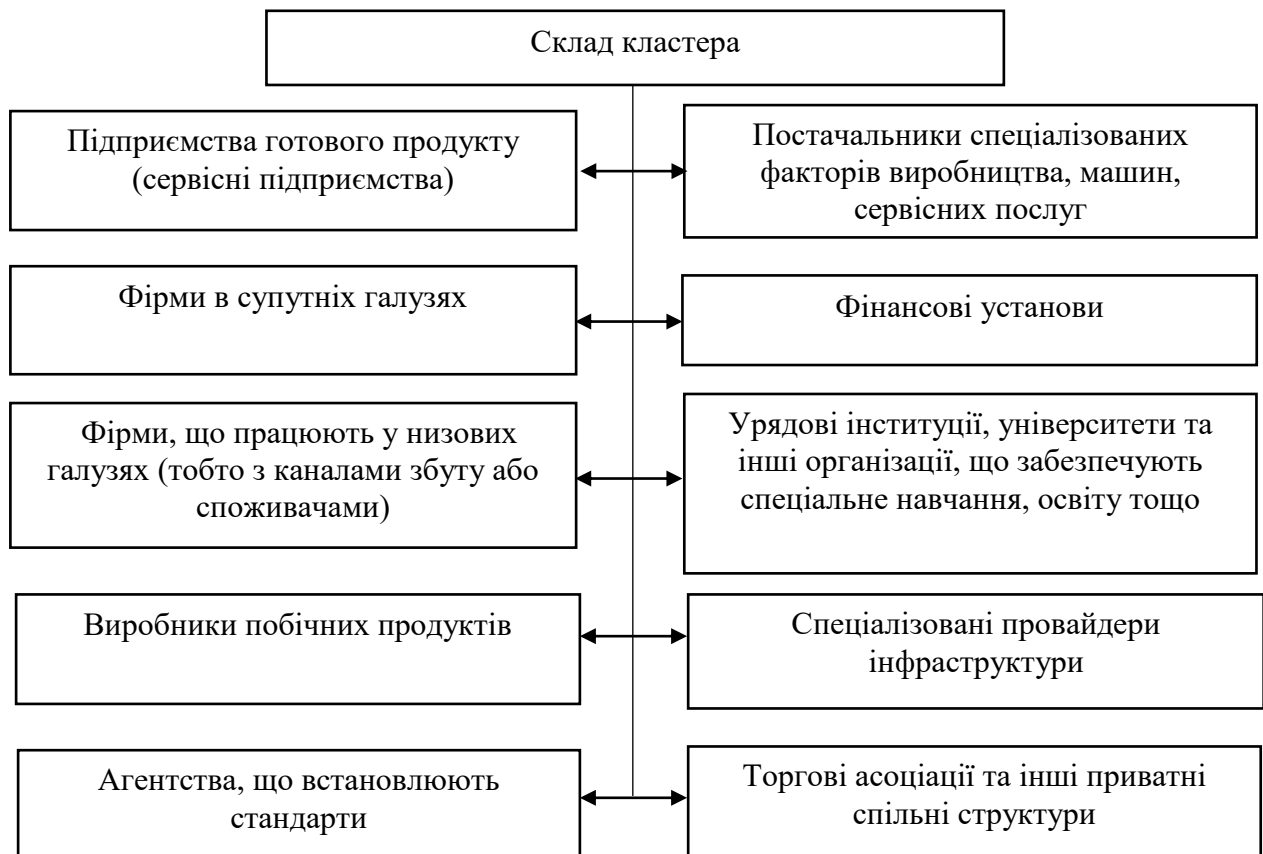 Склад кластера
Підприємства готового продукту
(сервісні підприємства)
Постачальники спеціалізованих
факторів виробництва, машин,
сервісних послуг
Фірми в супутніх галузях
Фінансові установи
Фірми, що працюють у низових
галузях (тобто з каналами збуту або
споживачами)
Урядові інституції, університети та
інші організації, що забезпечують
спеціальне навчання, освіту тощо
Виробники побічних продуктів
Спеціалізовані провайдери
інфраструктури
Агентства, що встановлюють
стандарти
Торгові асоціації та інші приватні
спільні структури